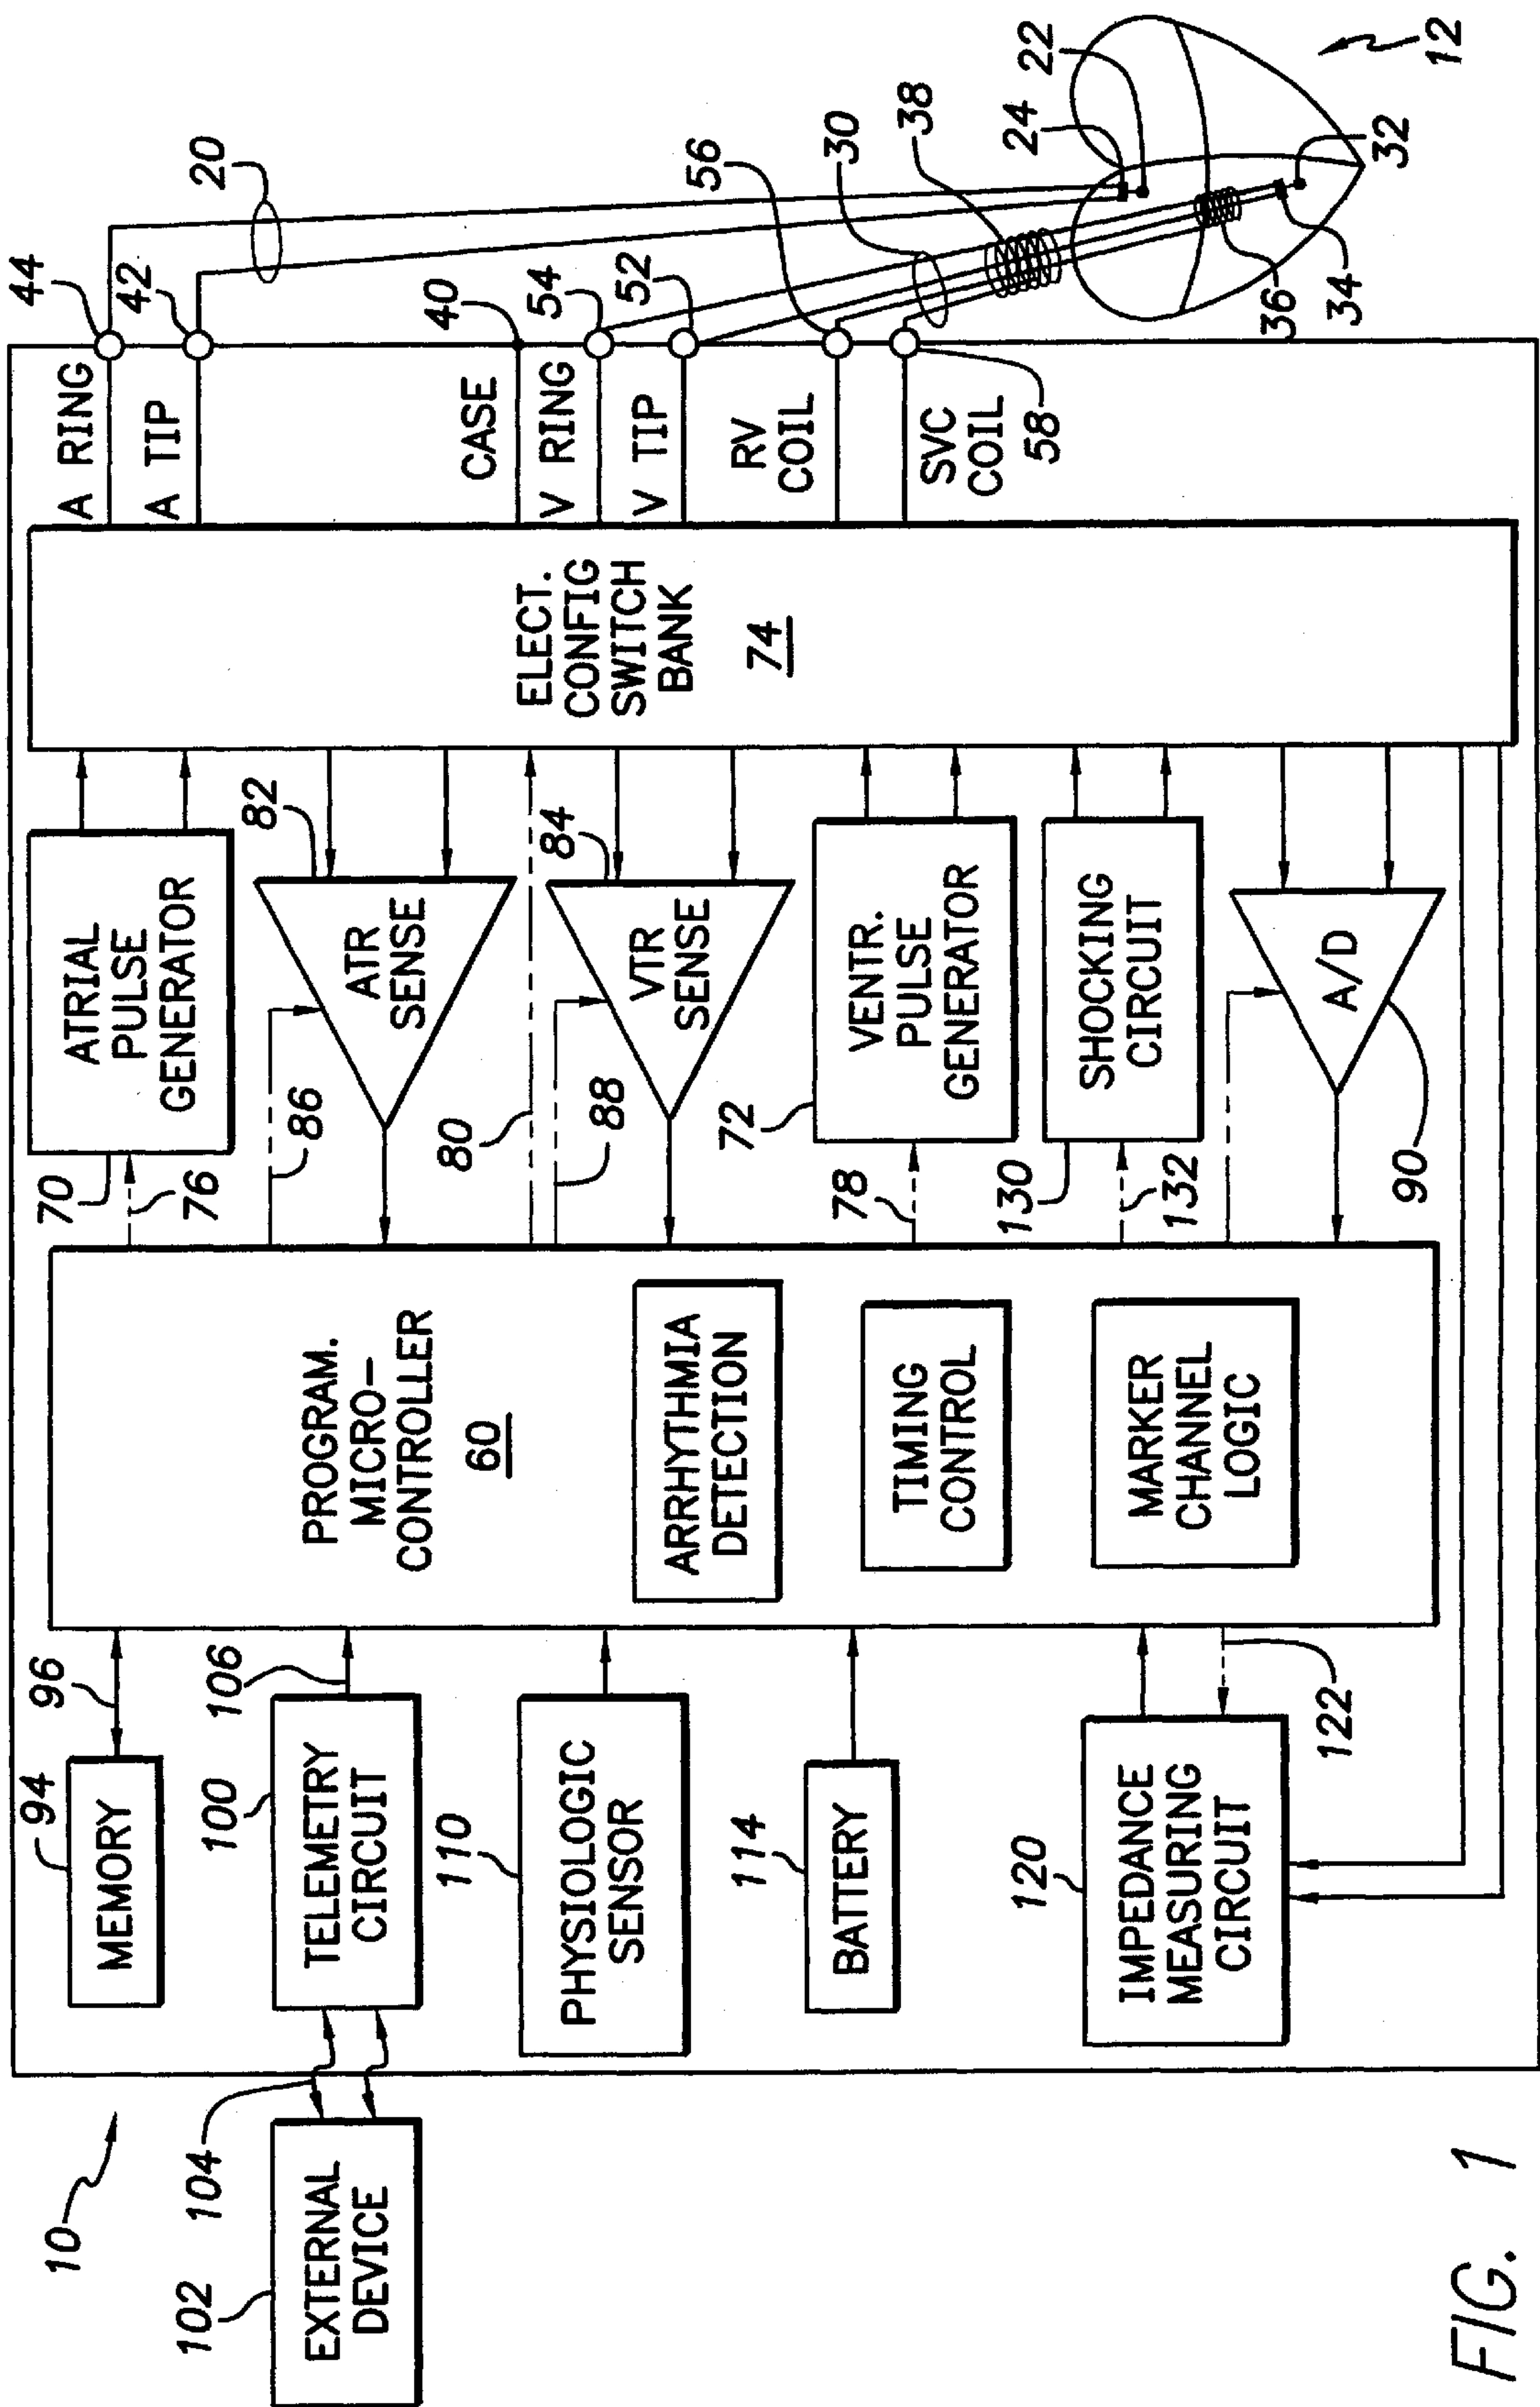 10
102
EXTERNAL
DEVICE
104
94
MEMORY
96
100
TELEMETRY
CIRCUIT
106
110
PHYSIOLOGIC
SENSOR
114
BATTERY
120
IMPEDANCE
MEASURING
CIRCUIT
122
PROGRAM.
MICRO-
CONTROLLER
60
ARRHYTHMIA
DETECTION
TIMING
CONTROL
MARKER
CHANNEL
LOGIC
70
76
ATRIAL
PULSE
GENERATOR
86
82
ATR
SENSE
80
84
88
VTR
SENSE
72
78
VENTR.
PULSE
GENERATOR
130
132
SHOCKING
CIRCUIT
A/D
90
ELECT.
CONFIG
SWITCH
BANK
74
A RING
44
A TIP
42
CASE
40
V RING
54
V TIP
52
RV
COIL
56
SVC
COIL
58
20
30
38
24
22
36
34
32
12
FIG. 1